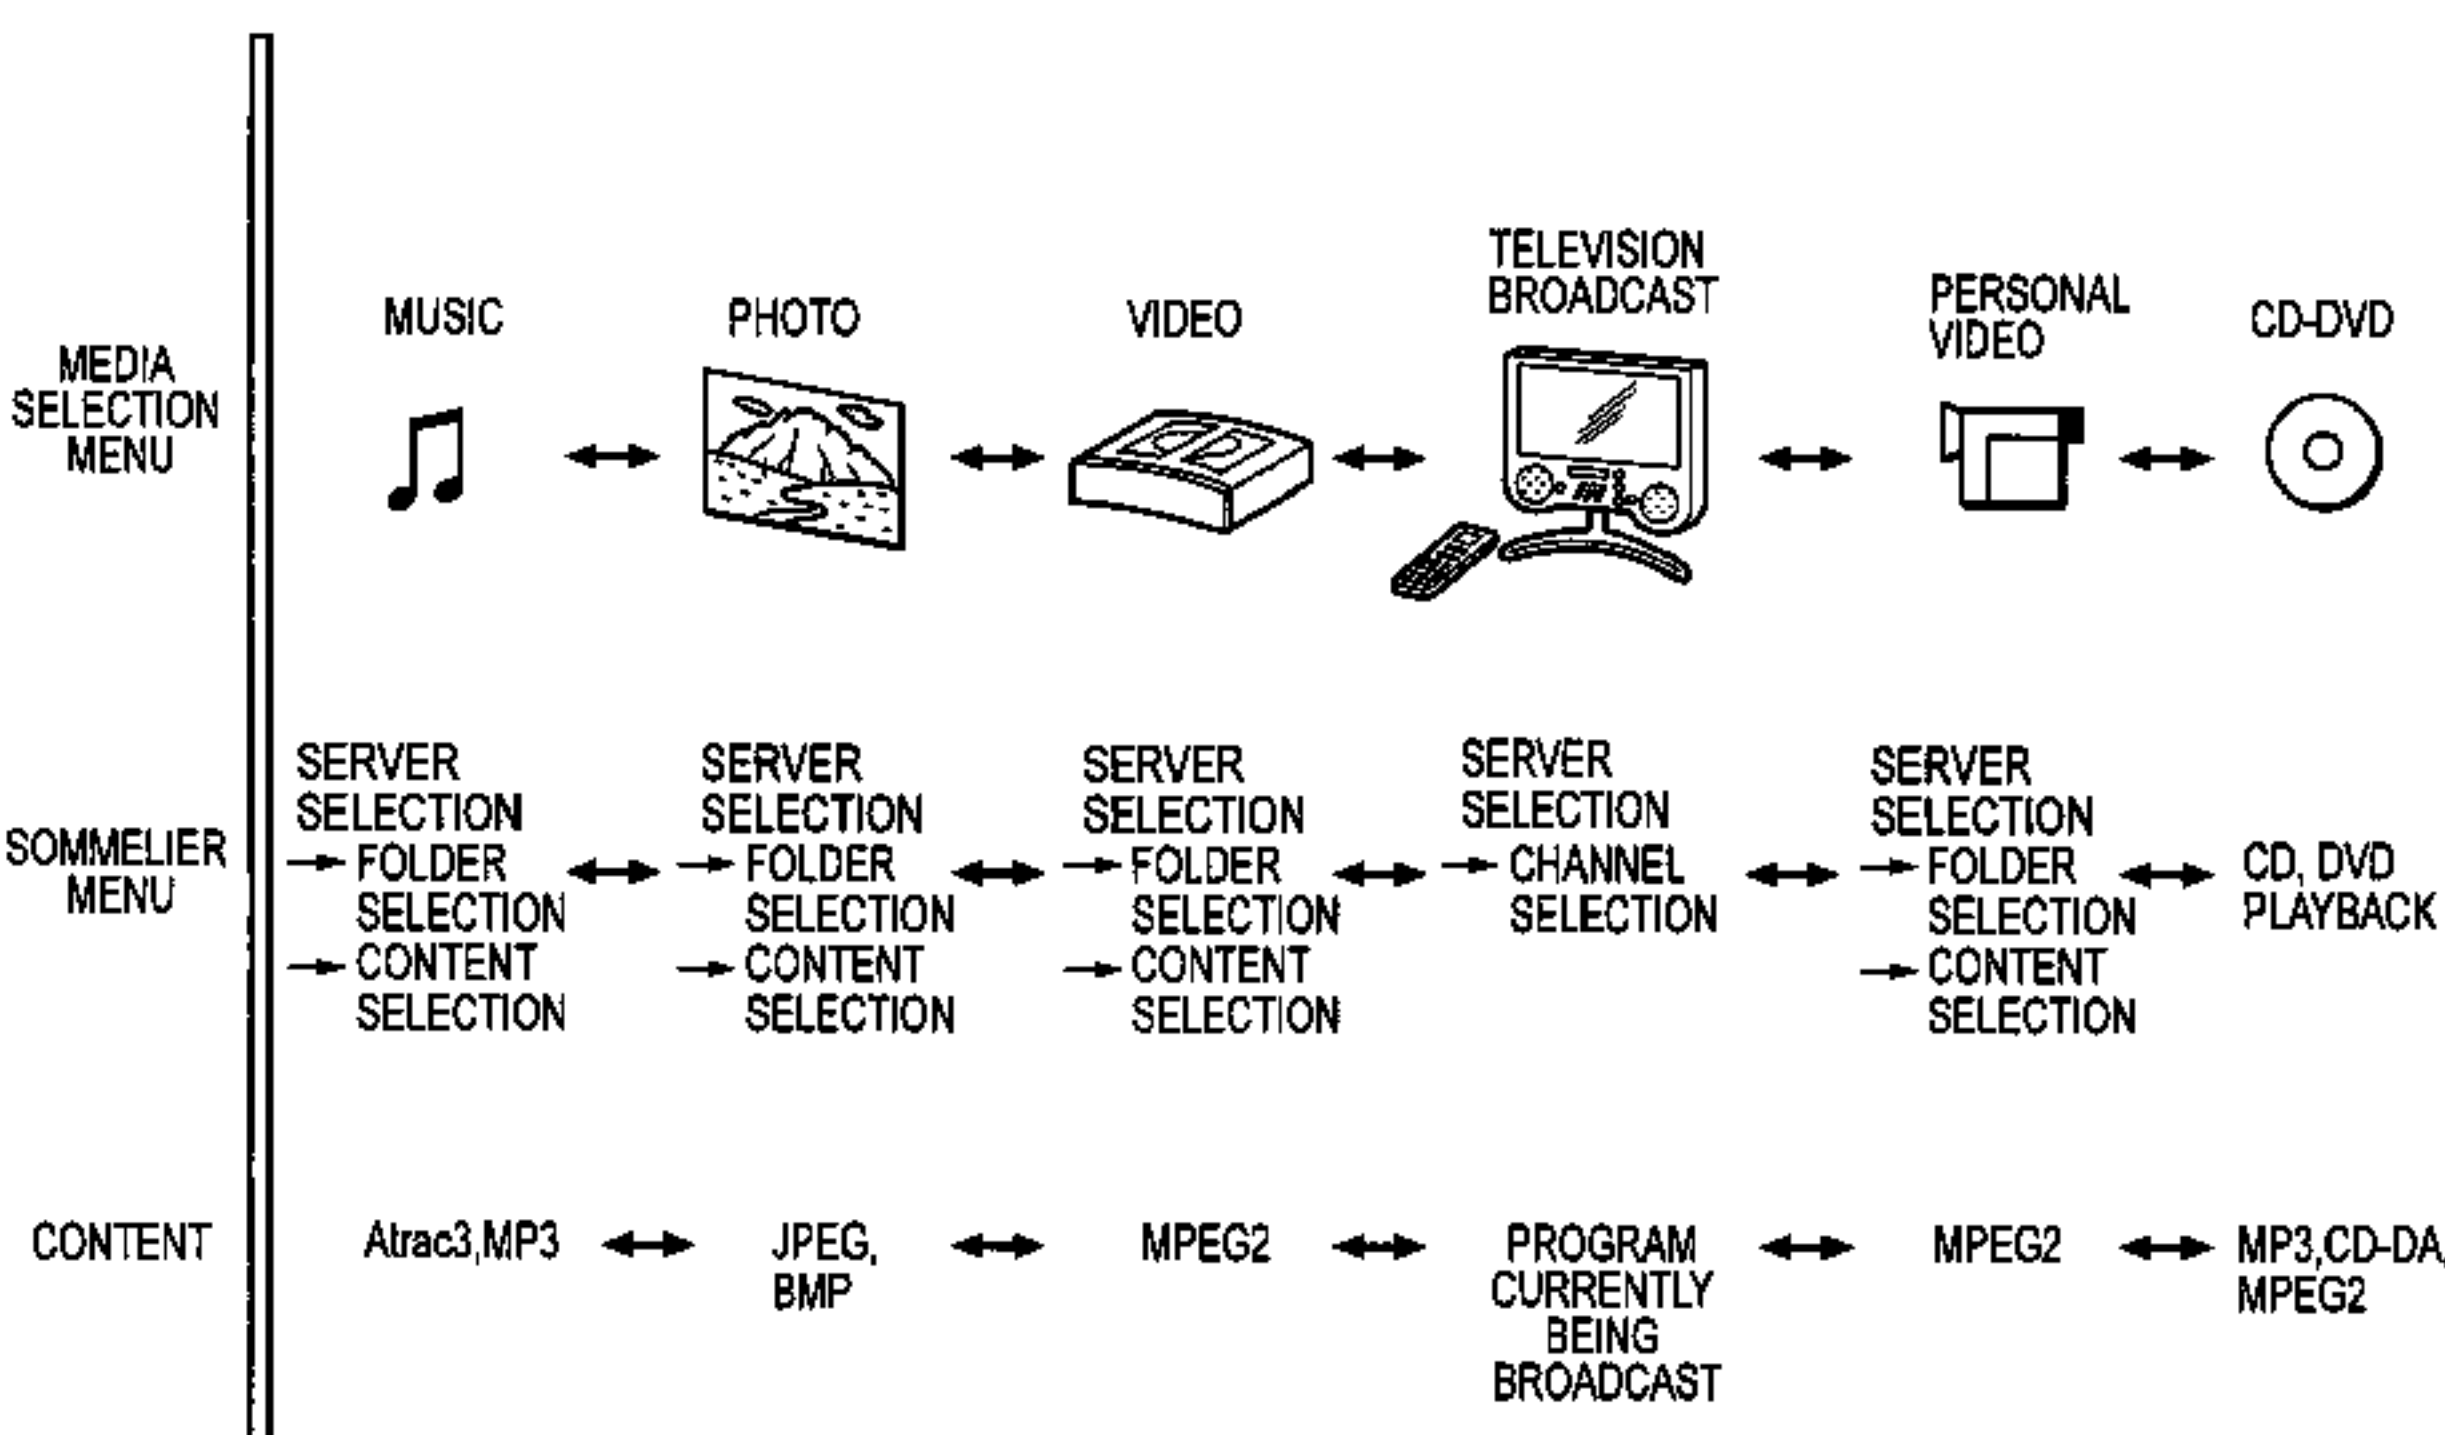 MEDIA
SELECTION
MENU
MUSIC
PHOTO
VIDEO
TELEVISION
BROADCAST
PERSONAL
VIDEO
CD-DVD
SOMMELIER
MENU
SERVER
SELECTION
→ FOLDER
SELECTION
→ CONTENT
SELECTION
SERVER
SELECTION
→ FOLDER
SELECTION
→ CONTENT
SELECTION
SERVER
SELECTION
→ FOLDER
SELECTION
→ CONTENT
SELECTION
SERVER
SELECTION
→ CHANNEL
SELECTION
SERVER
SELECTION
→ FOLDER
SELECTION
→ CONTENT
SELECTION
CD, DVD
PLAYBACK
CONTENT
Atrac3,MP3
JPEG,
BMP
MPEG2
PROGRAM
CURRENTLY
BEING
BROADCAST
MPEG2
MP3,CD-DA,
MPEG2